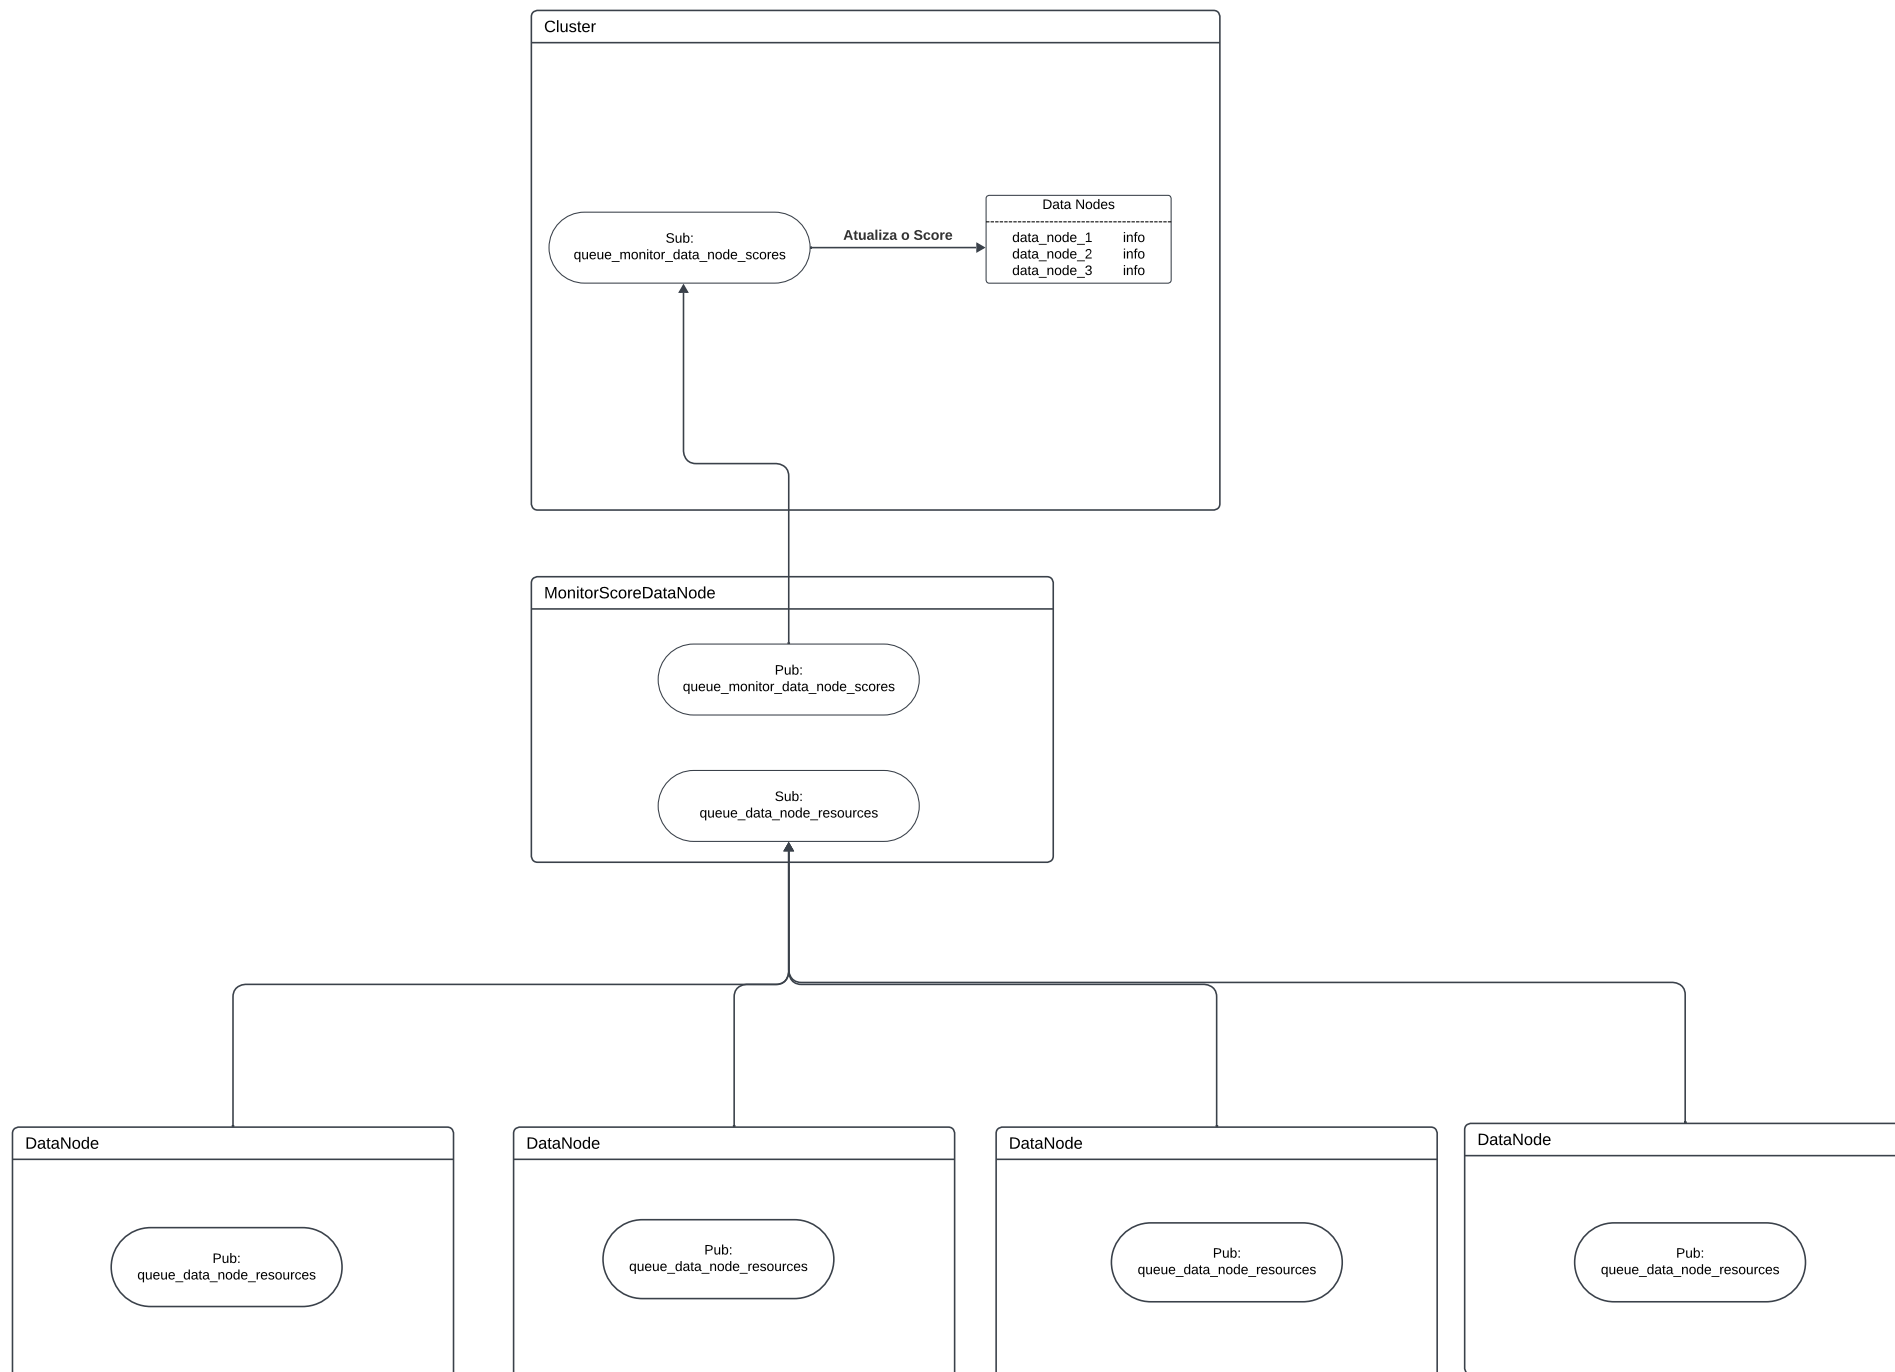 Cluster
Sub:
queue_monitor_data_node_scores
Atualiza o Score
Data Nodes
data_node_1 info
data_node_2 info
data_node_3 info
MonitorScoreDataNode
Pub:
queue_monitor_data_node_scores
Sub:
queue_data_node_resources
DataNode
Pub:
queue_data_node_resources
DataNode
Pub:
queue_data_node_resources
DataNode
Pub:
queue_data_node_resources
DataNode
Pub:
queue_data_node_resources